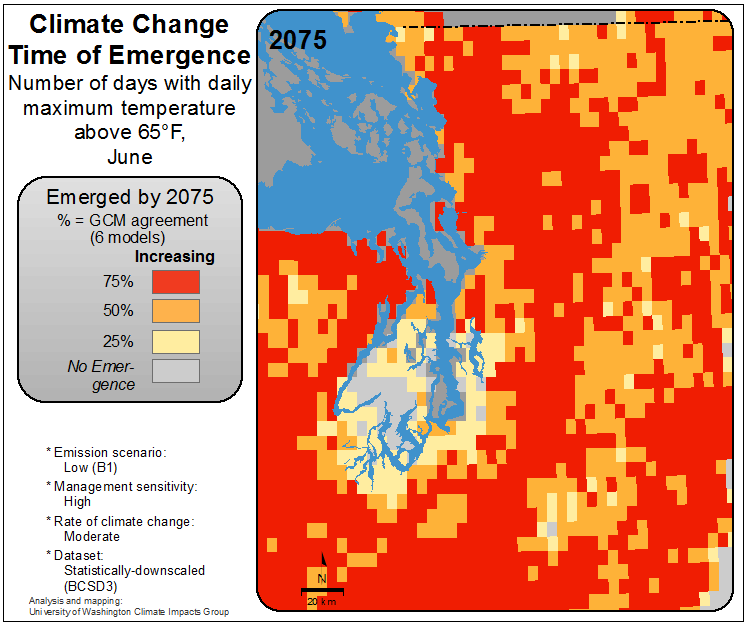 Climate Change
Time of Emergence
Number of days with daily
maximum temperature
above 65°F,
June
Emerged by 2075
% = GCM agreement
(6 models)
Increasing
75%
50%
25%
No Emer-
gence
* Emission scenario:
Low (B1)
* Management sensitivity:
High
* Rate of climate change:
Moderate
* Dataset:
Statistically-downscaled
(BCSD3)
Analysis and mapping:
University of Washington Climate Impacts Group
2075
N
20 km